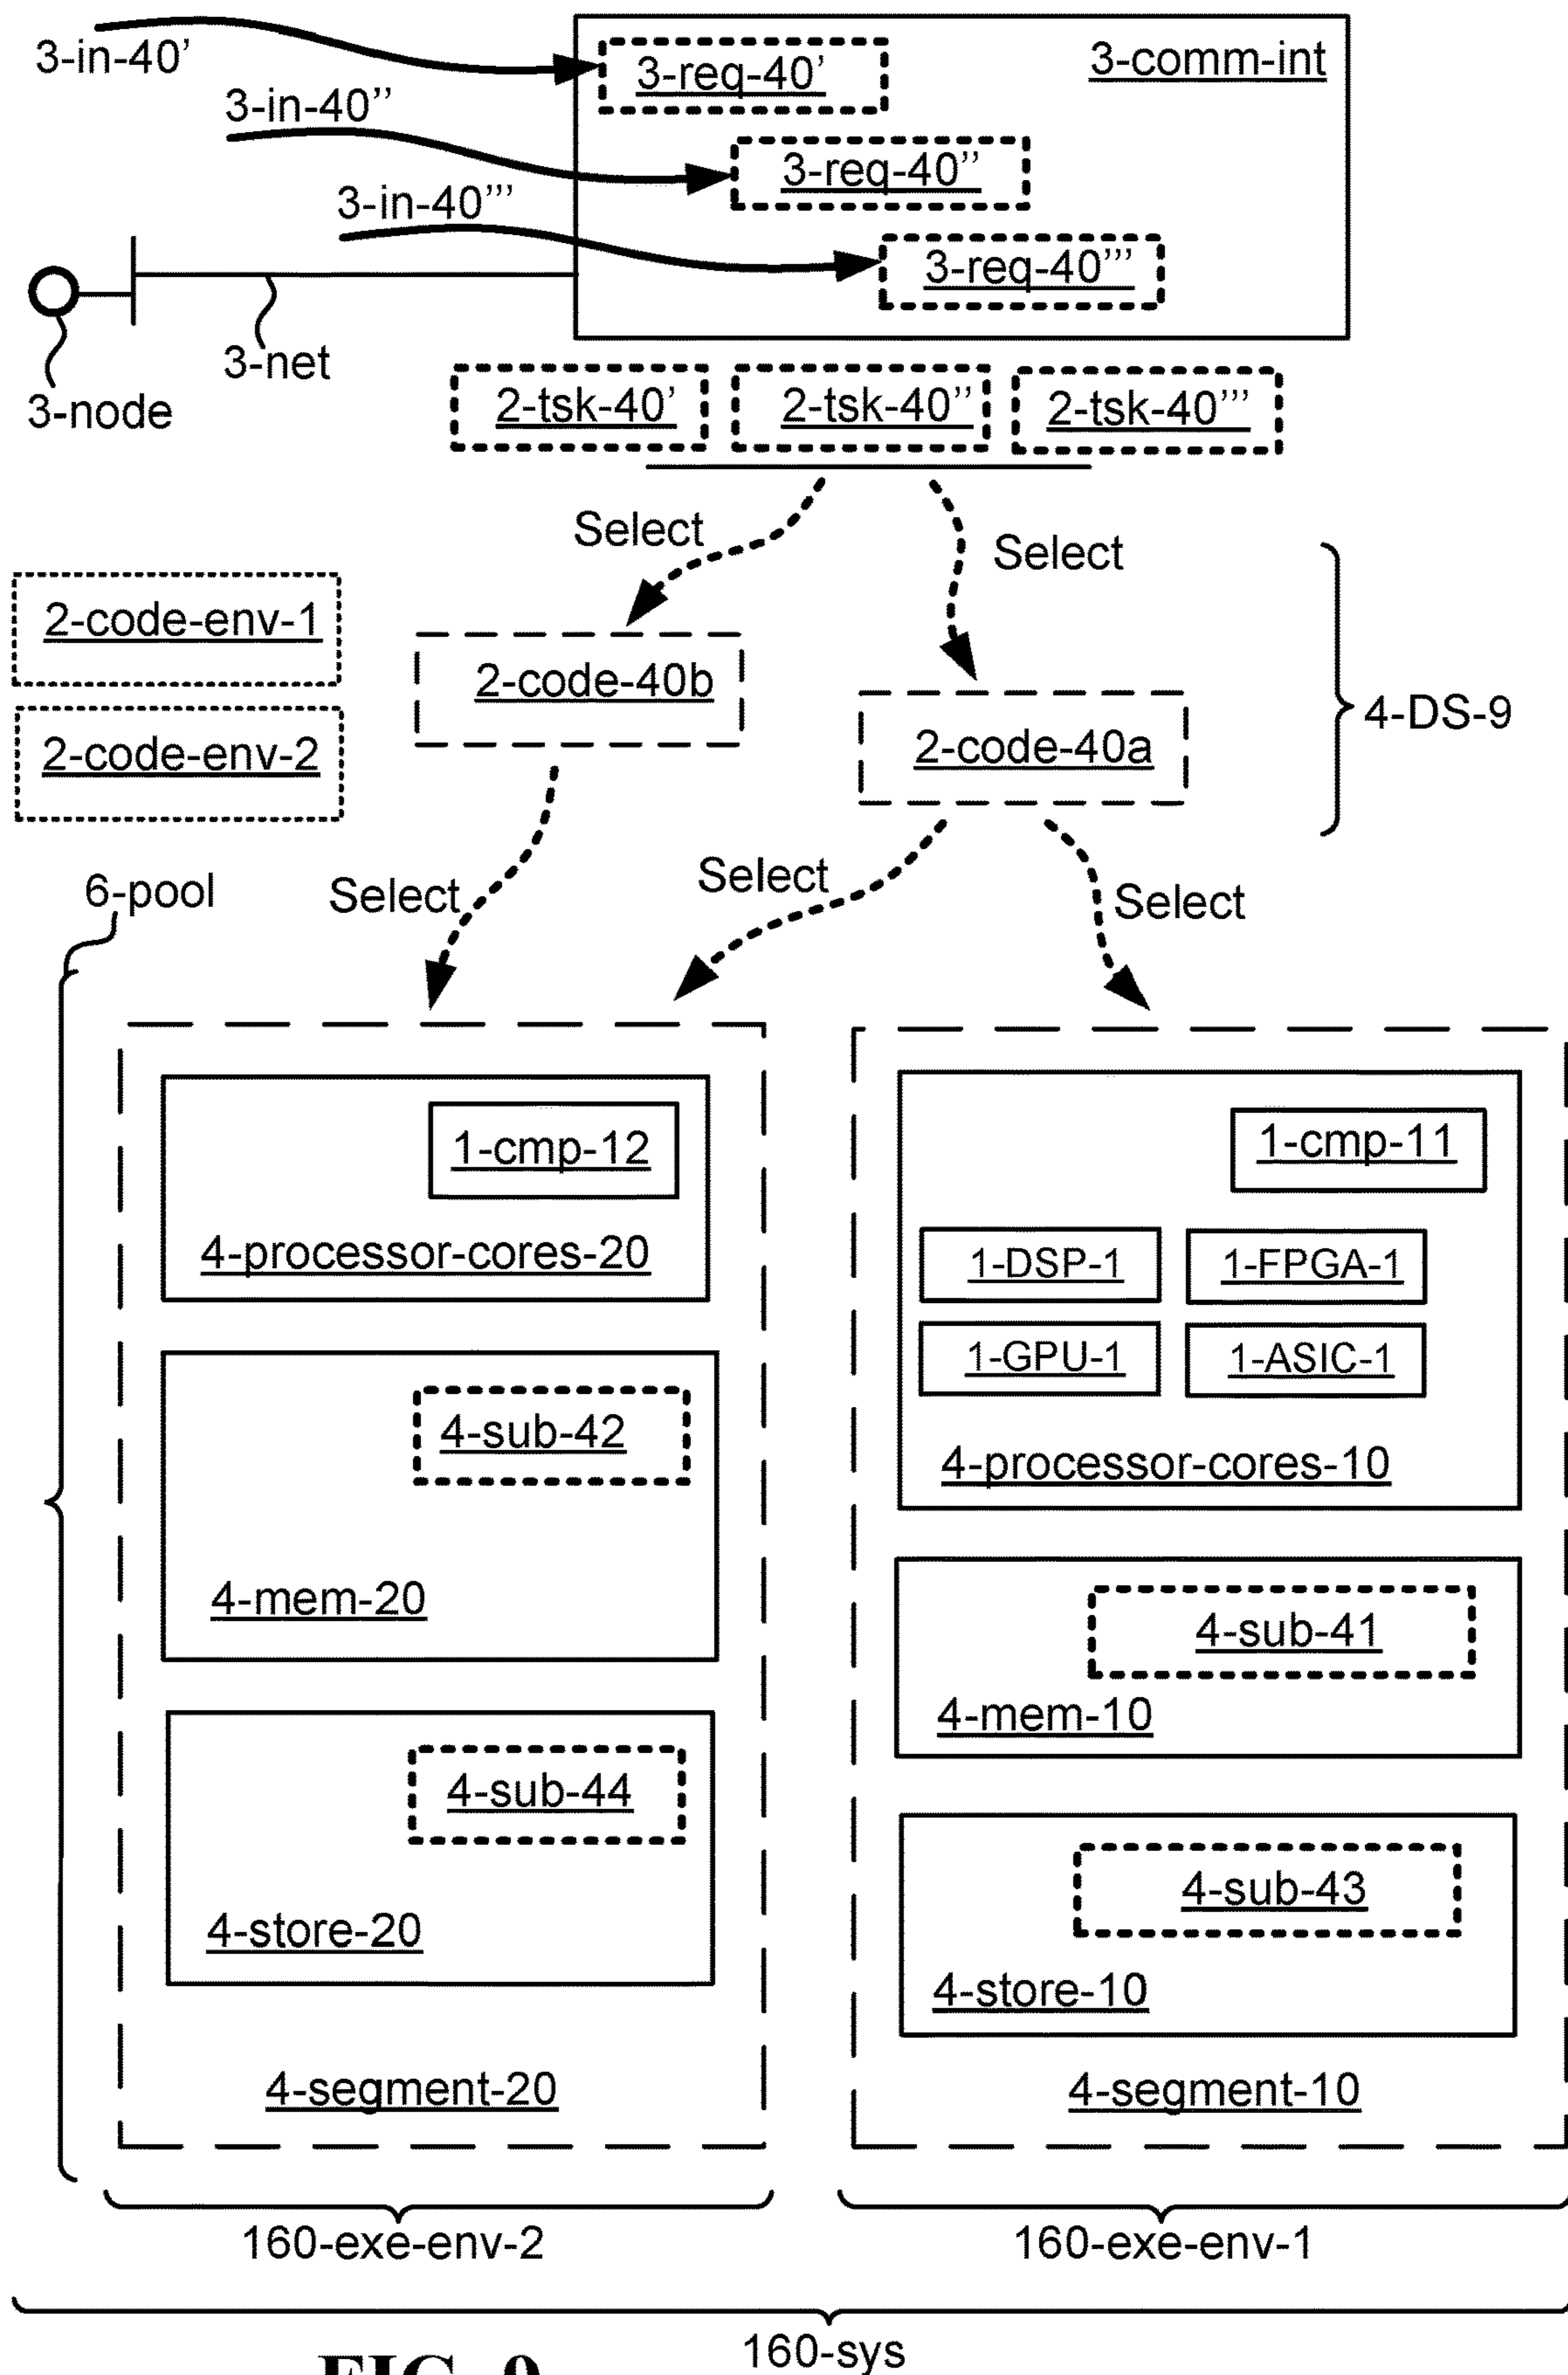 3-in-40’
3-req-40’
3-comm-int
3-in-40’’
3-req-40’’
3-in-40’’’
3-req-40’’’
3-net
3-node
2-tsk-40’
2-tsk-40’’
2-tsk-40’’’
Select
Select
2-code-env-1
2-code-40b
2-code-env-2
2-code-40a
4-DS-9
6-pool
Select
Select
Select
1-cmp-12
4-processor-cores-20
4-sub-42
4-mem-20
4-sub-44
4-store-20
4-segment-20
1-cmp-11
1-DSP-1
1-FPGA-1
1-GPU-1
1-ASIC-1
4-processor-cores-10
4-sub-41
4-mem-10
4-sub-43
4-store-10
4-segment-10
160-exe-env-2
160-exe-env-1
160-sys
FIG. 9